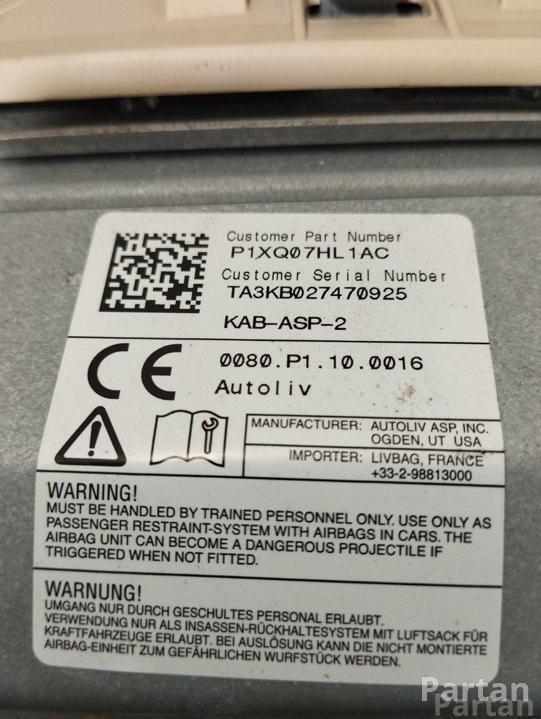 Customer Part Number
P1XQ07HL1AC
Customer Serial Number
TA3KB027470925
KAB-ASP-2
CE
0080.P1.10.0016
Autoliv
MANUFACTURER: AUTOLIV ASP, INC.
OGDEN, UT USA
IMPORTER: LIVBAG, FRANCE
+33-2-98813000
WARNING!
MUST BE HANDLED BY TRAINED PERSONNEL ONLY. USE ONLY AS
PASSENGER RESTRAINT-SYSTEM WITH AIRBAGS IN CARS. THE
AIRBAG UNIT CAN BECOME A DANGEROUS PROJECTILE IF
TRIGGERED WHEN NOT FITTED.
WARNUNG!
UMGANG NUR DURCH GESCHULTES PERSONAL ERLAUBT.
VERWENDUNG NUR ALS INSASSEN-RÜCKHALTESYSTEM MIT LUFTSACK FÜR
KRAFTFAHRZEUGE ERLAUBT. BEI AUSLÖSUNG KANN DIE NICHT MONTIERTE
AIRBAG-EINHEIT ZUM GEFÄHRLICHEN WURFSTÜCK WERDEN.
Partan
Partan